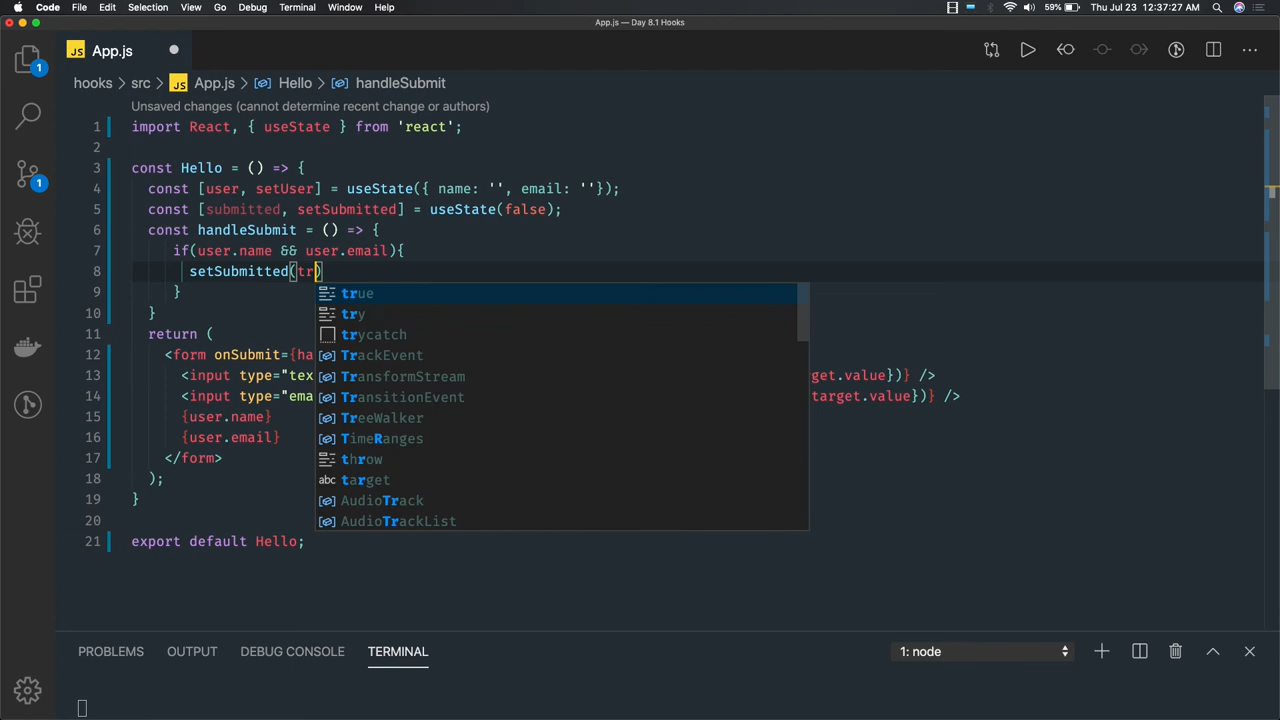 Code File Edit Selection View Go Debug Terminal Window Help 59% Thu Jul 23 12:37:27 AM
App.js — Day 8.1 Hooks
JS App.js
hooks > src > JS App.js > Hello > handleSubmit
Unsaved changes (cannot determine recent change or authors)
1 import React, { useState } from 'react';
2
3 const Hello = () => {
4 const [user, setUser] = useState({ name: '', email: ''});
5 const [submitted, setSubmitted] = useState(false);
6 const handleSubmit = () => {
7 if(user.name && user.email){
8 setSubmitted(tr)
9 }
10 }
11 return (
12 <form onSubmit={ha
13 <input type="tex get.value})} />
14 <input type="ema target.value})} />
15 {user.name}
16 {user.email}
17 </form>
18 );
19 }
20
21 export default Hello;
true
try
trycatch
TrackEvent
TransformStream
TransitionEvent
TreeWalker
TimeRanges
throw
abc target
AudioTrack
AudioTrackList
1
1
PROBLEMS OUTPUT DEBUG CONSOLE TERMINAL 1: node